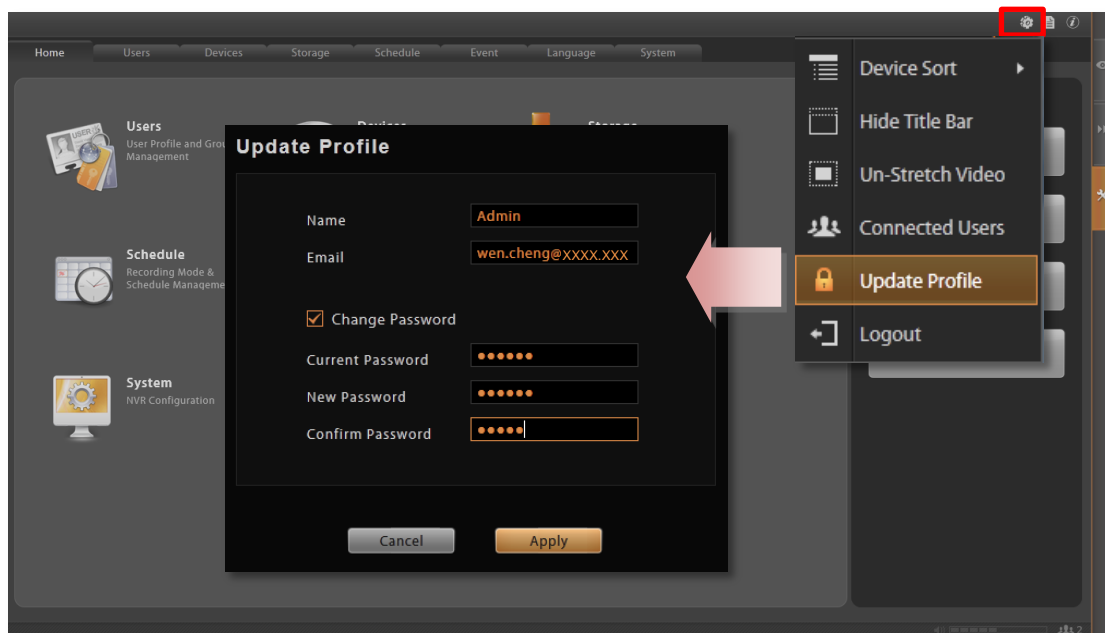 Home Users Devices Storage Schedule Event Language System
Users
User Profile and Grou
Management
Schedule
Recording Mode &
Schedule Manageme
System
NVR Configuration
Update Profile
Name Admin
Email wen.cheng@XXXX.XXX
Change Password
Current Password ●●●●●●
New Password ●●●●●●
Confirm Password ●●●●●
Cancel Apply
Device Sort
Hide Title Bar
Un-Stretch Video
Connected Users
Update Profile
Logout
2